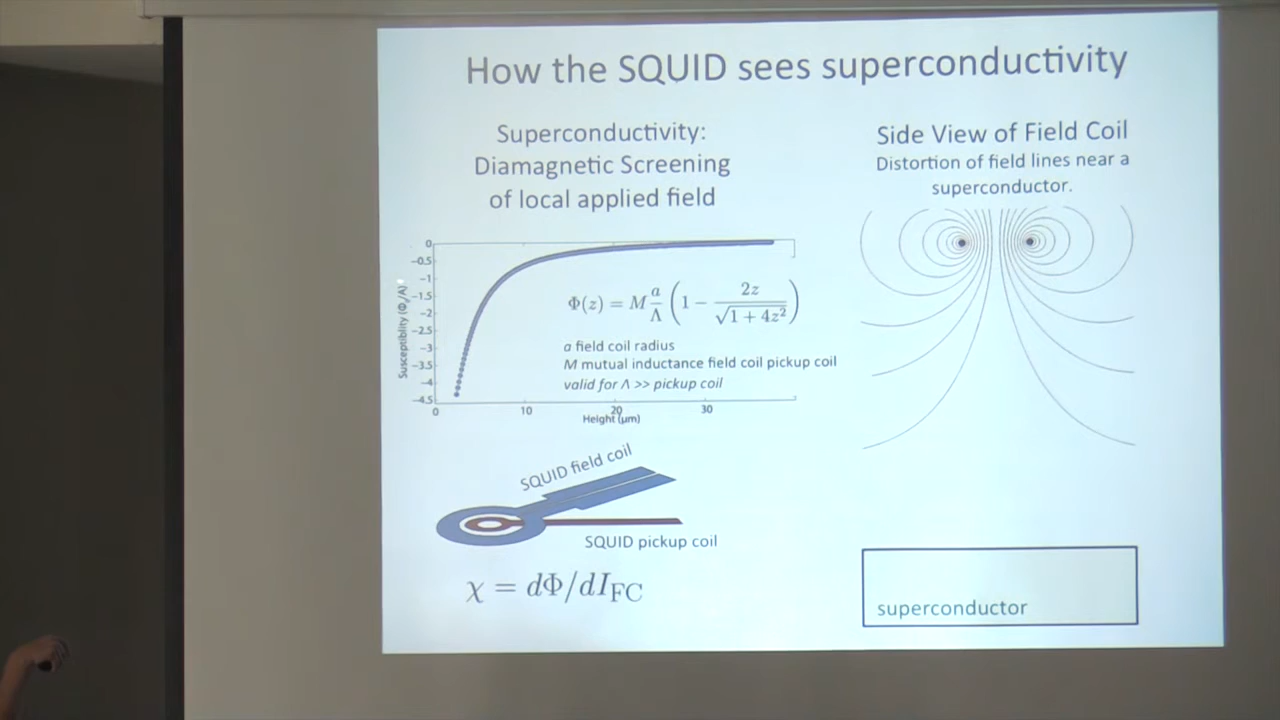 How the SQUID sees superconductivity
Superconductivity:
Diamagnetic Screening
of local applied field
Side View of Field Coil
Distortion of field lines near a
superconductor.
0
-0.5
-1
-1.5
-2
-2.5
-3
-3.5
-4
-4.5
Φ(z) = M a/Λ (1 − 2z/√(1 + 4z²))
a field coil radius
M mutual inductance field coil pickup coil
valid for Λ >> pickup coil
0 10 20 30
Height (μm)
SQUID field coil
SQUID pickup coil
χ = dΦ/dI_FC
superconductor